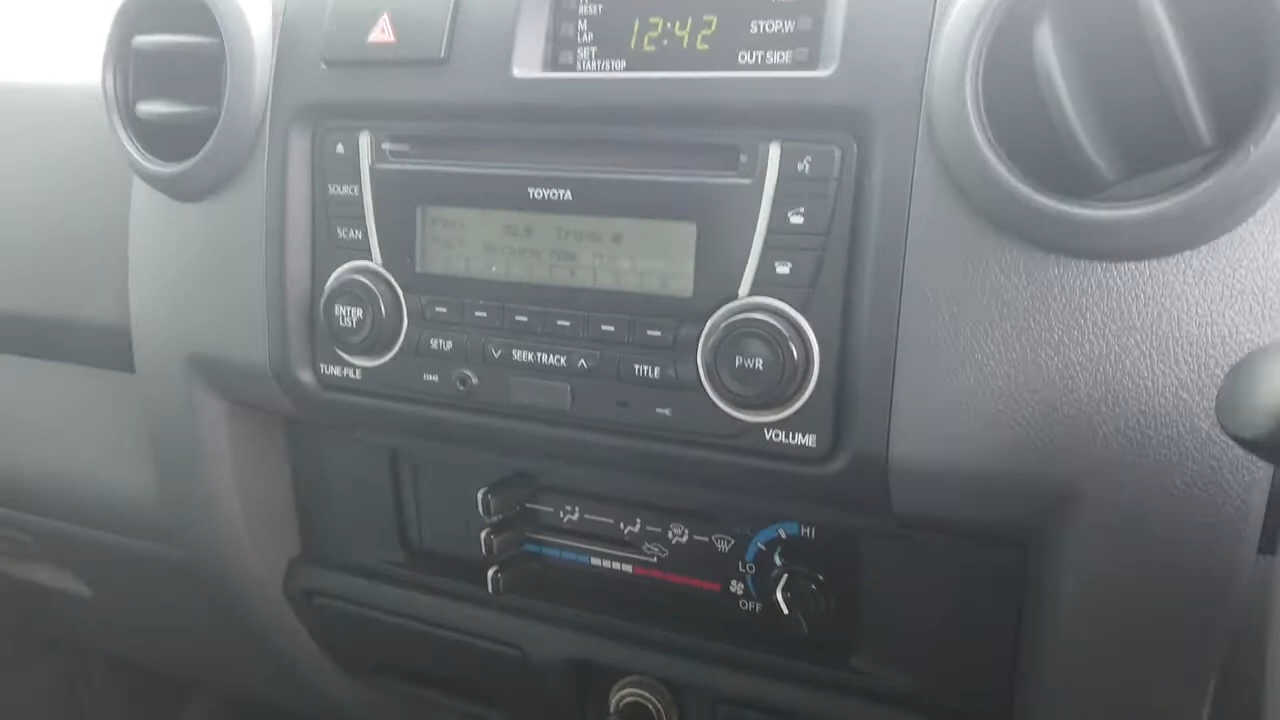 RESET
M
LAP
12:42
STOP.W
SET
START/STOP
OUT SIDE
SOURCE
TOYOTA
SCAN
ENTER
LIST
SETUP
SEEK·TRACK
TITLE
PWR
TUNE·FILE
VOLUME
HI
LO
OFF